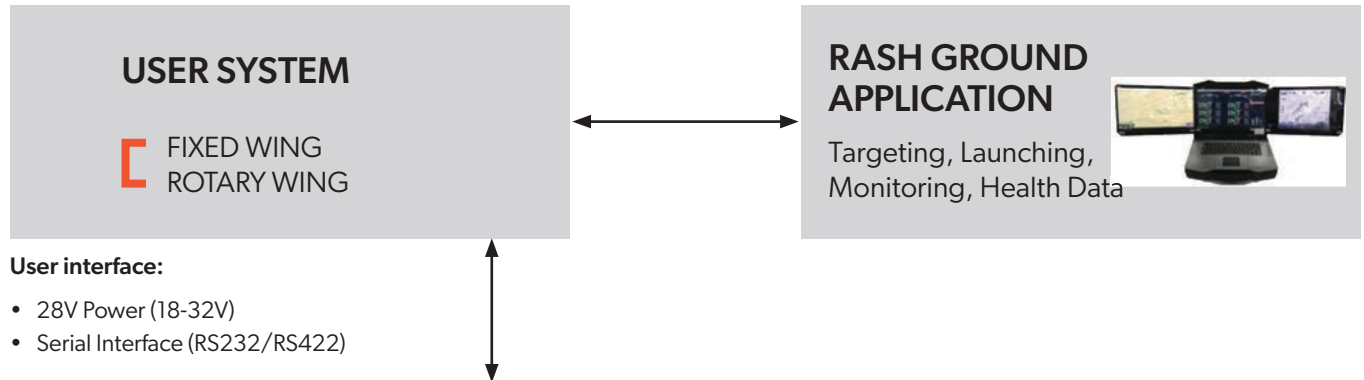 USER SYSTEM
FIXED WING
ROTARY WING
RASH GROUND
APPLICATION
Targeting, Launching,
Monitoring, Health Data
User interface:
• 28V Power (18-32V)
• Serial Interface (RS232/RS422)